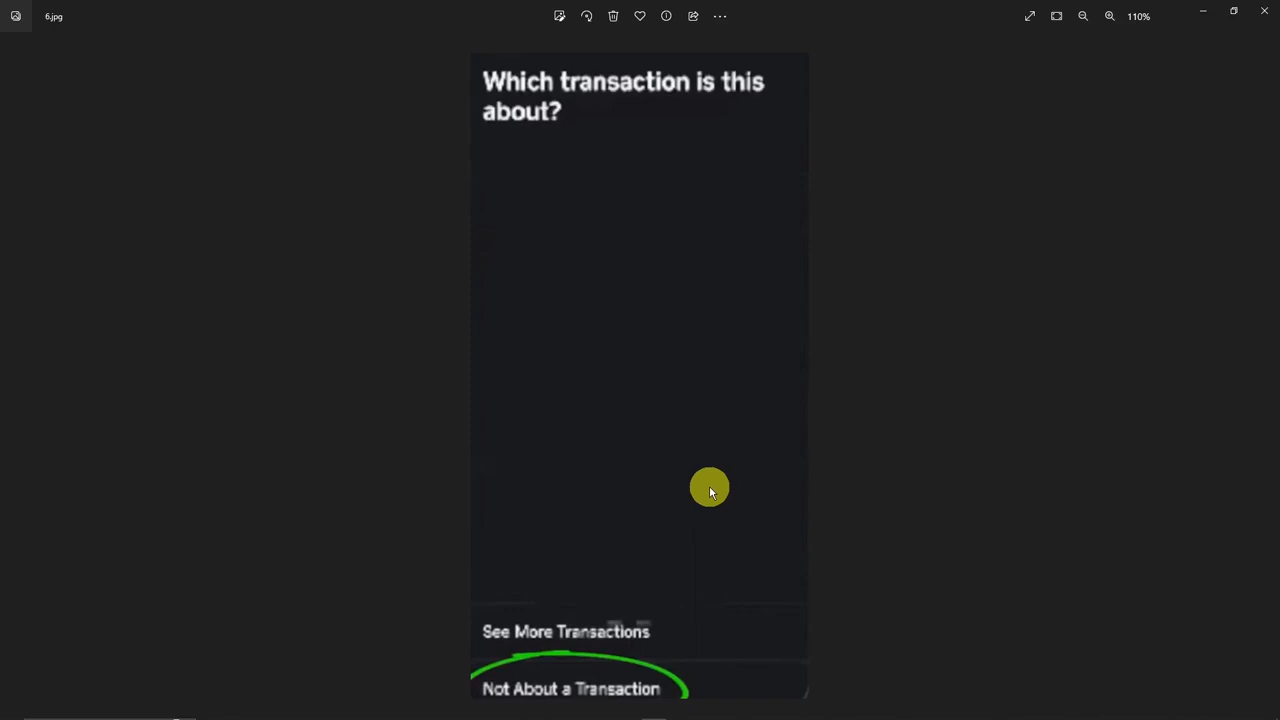 6.jpg
110%
Which transaction is this
about?
See More Transactions
Not About a Transaction